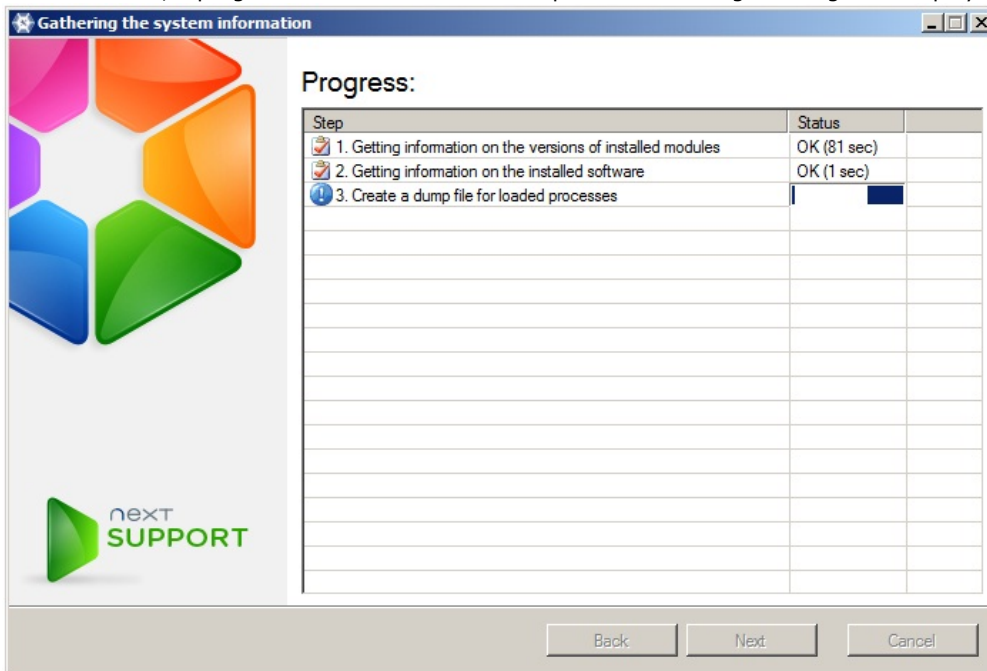 Gathering the system information
Progress:
Step Status
1. Getting information on the versions of installed modules OK (81 sec)
2. Getting information on the installed software OK (1 sec)
3. Create a dump file for loaded processes
next
SUPPORT
Back Next Cancel